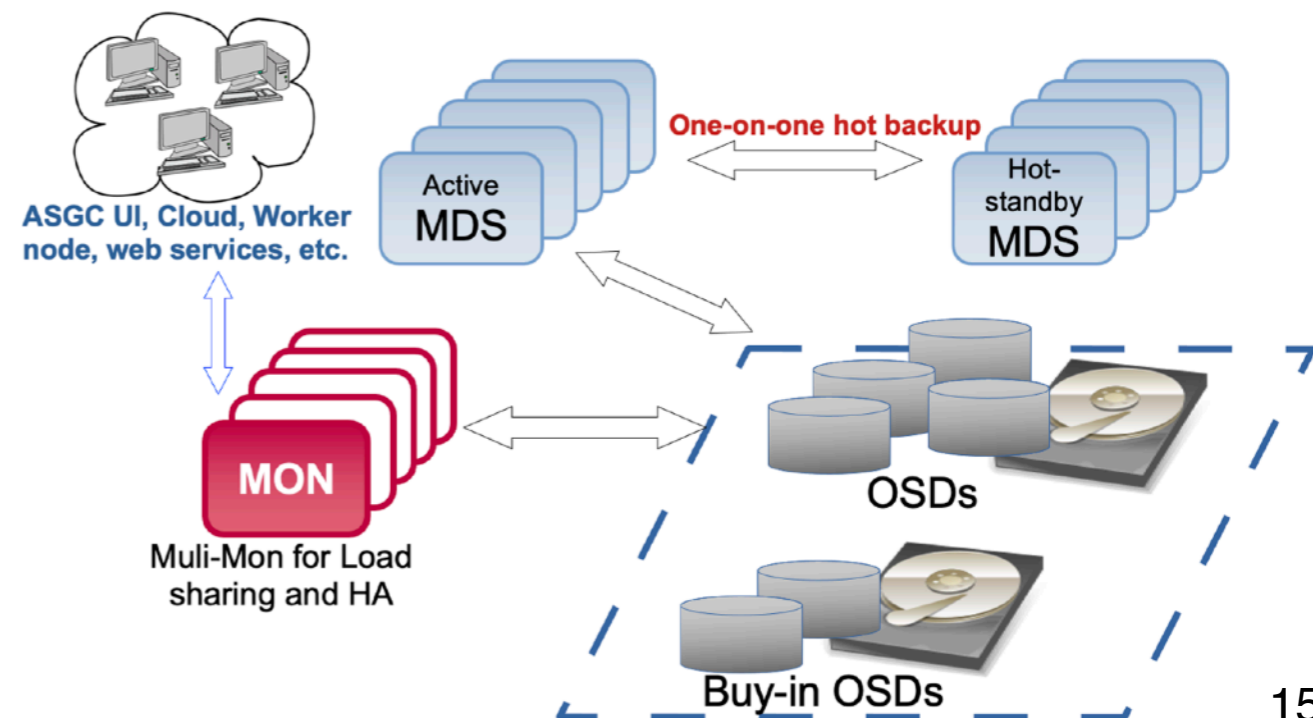 One-on-one hot backup
Active
MDS
Hot-
standby
MDS
ASGC UI, Cloud, Worker
node, web services, etc.
MON
Muli-Mon for Load
sharing and HA
OSDs
Buy-in OSDs
15